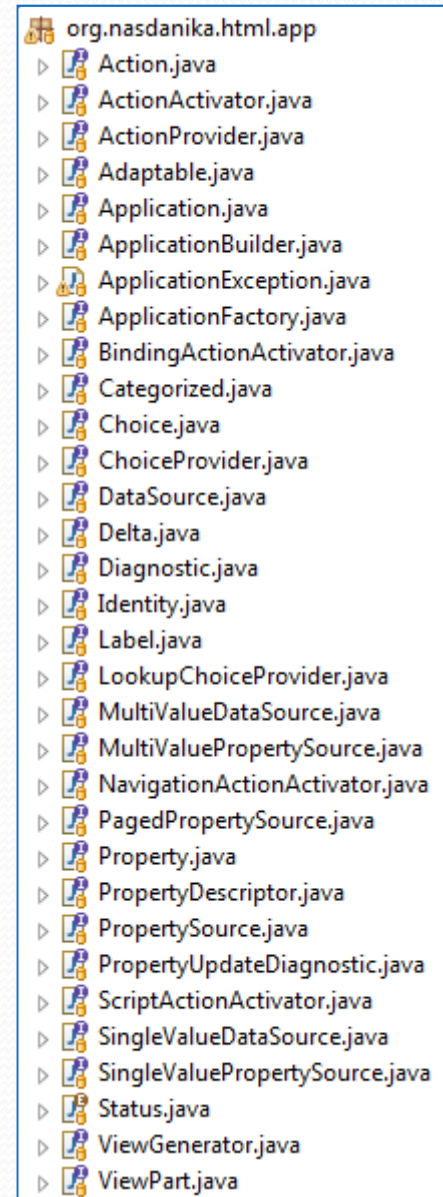 org.nasdanika.html.app
Action.java
ActionActivator.java
ActionProvider.java
Adaptable.java
Application.java
ApplicationBuilder.java
ApplicationException.java
ApplicationFactory.java
BindingActionActivator.java
Categorized.java
Choice.java
ChoiceProvider.java
DataSource.java
Delta.java
Diagnostic.java
Identity.java
Label.java
LookupChoiceProvider.java
MultiValueDataSource.java
MultiValuePropertySource.java
NavigationActionActivator.java
PagedPropertySource.java
Property.java
PropertyDescriptor.java
PropertySource.java
PropertyUpdateDiagnostic.java
ScriptActionActivator.java
SingleValueDataSource.java
SingleValuePropertySource.java
Status.java
ViewGenerator.java
ViewPart.java